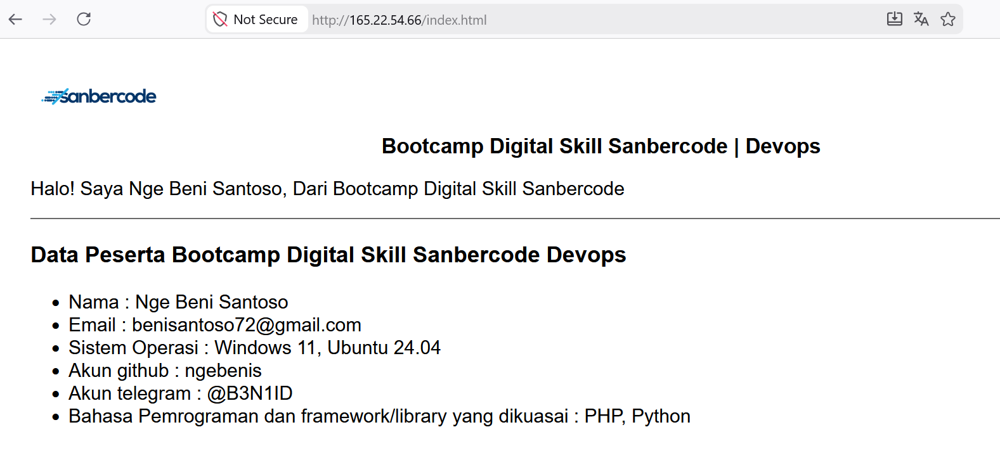 Not Secure http://165.22.54.66/index.html
sanbercode
Bootcamp Digital Skill Sanbercode | Devops
Halo! Saya Nge Beni Santoso, Dari Bootcamp Digital Skill Sanbercode
Data Peserta Bootcamp Digital Skill Sanbercode Devops
• Nama : Nge Beni Santoso
• Email : benisantoso72@gmail.com
• Sistem Operasi : Windows 11, Ubuntu 24.04
• Akun github : ngebenis
• Akun telegram : @B3N1ID
• Bahasa Pemrograman dan framework/library yang dikuasai : PHP, Python